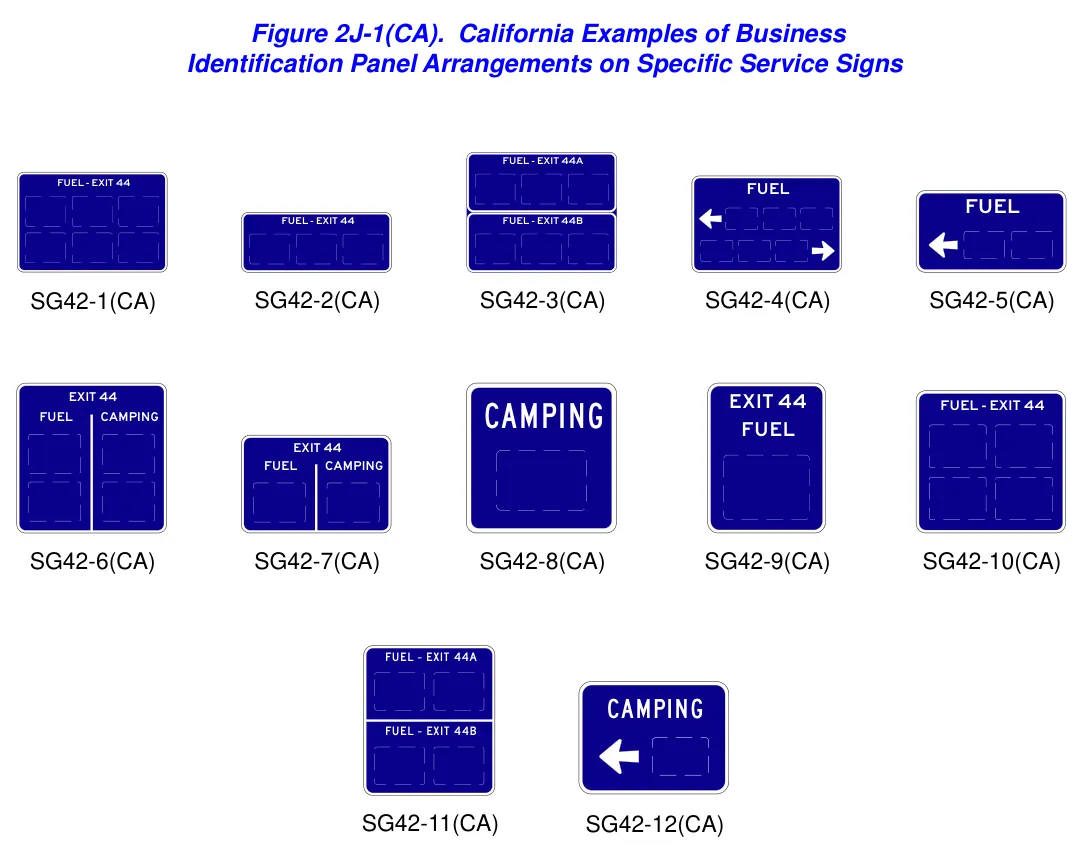 Figure 2J-1(CA). California Examples of Business
Identification Panel Arrangements on Specific Service Signs
FUEL - EXIT 44
SG42-1(CA)
FUEL - EXIT 44
SG42-2(CA)
FUEL - EXIT 44A
FUEL - EXIT 44B
SG42-3(CA)
FUEL
SG42-4(CA)
FUEL
SG42-5(CA)
EXIT 44
FUEL CAMPING
SG42-6(CA)
EXIT 44
FUEL CAMPING
SG42-7(CA)
CAMPING
SG42-8(CA)
EXIT 44
FUEL
SG42-9(CA)
FUEL - EXIT 44
SG42-10(CA)
FUEL - EXIT 44A
FUEL - EXIT 44B
SG42-11(CA)
CAMPING
SG42-12(CA)